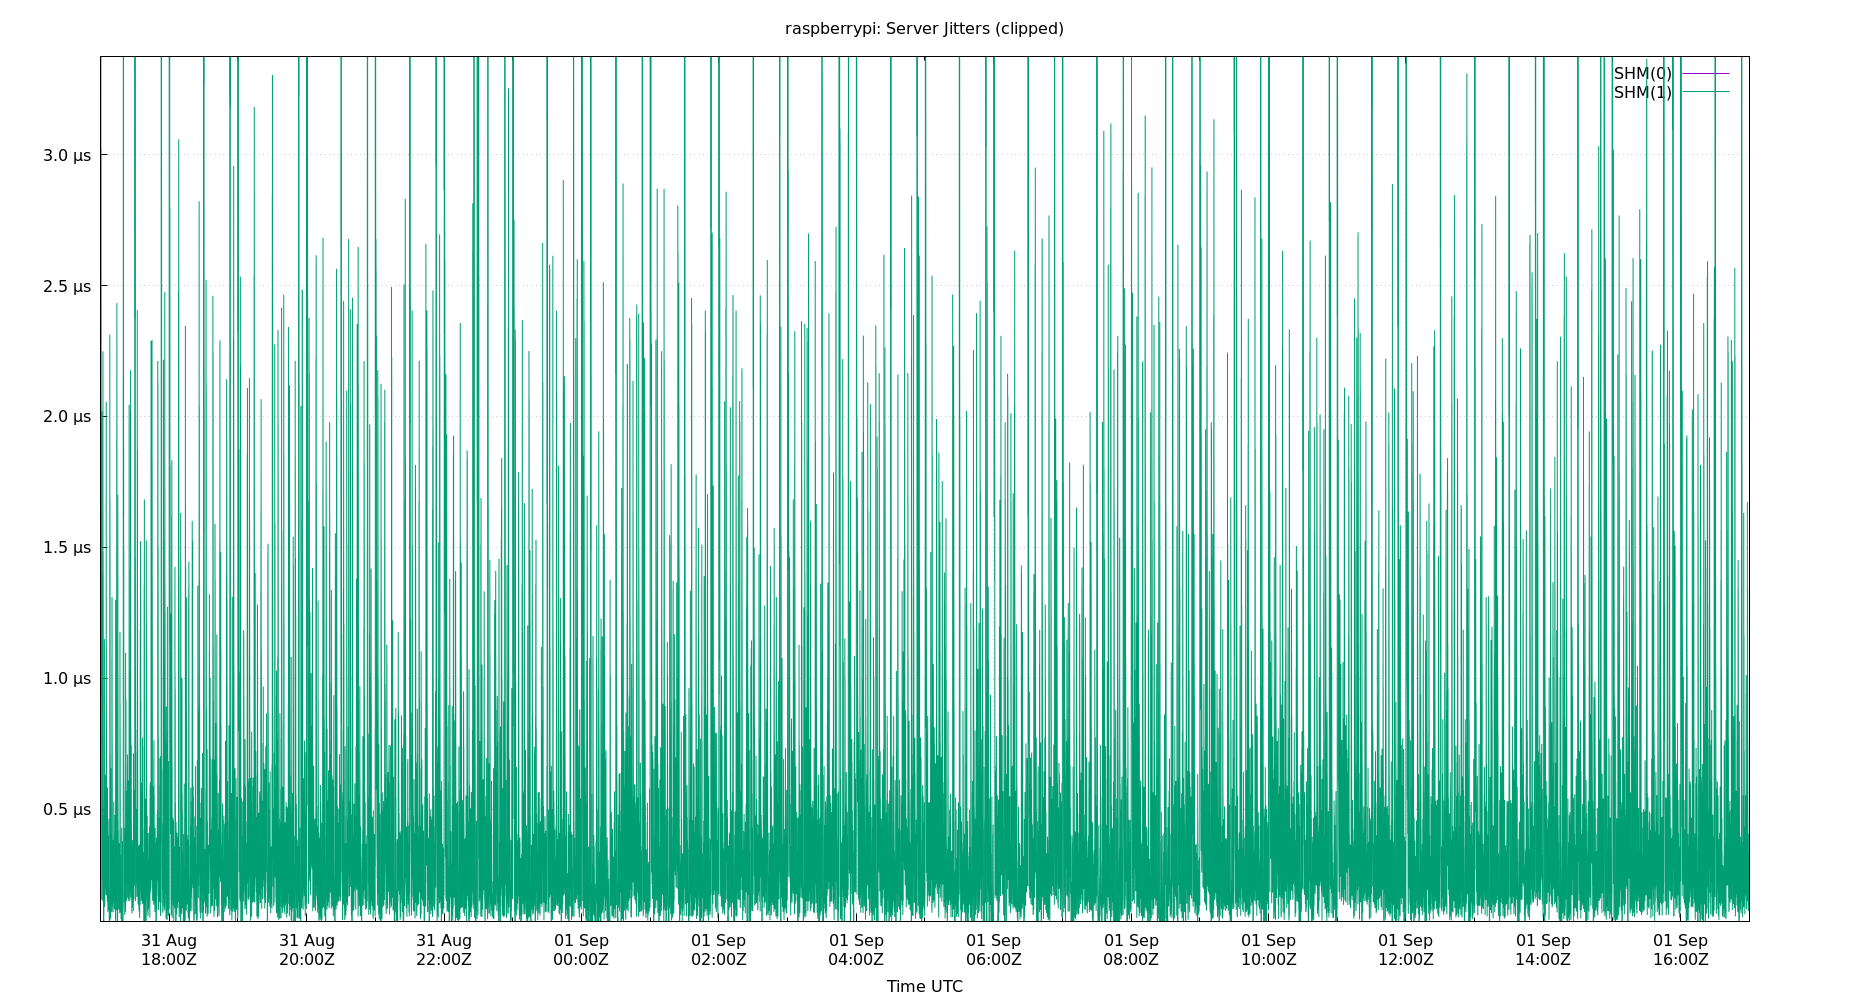 raspberrypi: Server Jitters (clipped)
SHM(0)
SHM(1)
3.0 µs
2.5 µs
2.0 µs
1.5 µs
1.0 µs
0.5 µs
31 Aug 31 Aug 31 Aug 01 Sep 01 Sep 01 Sep 01 Sep 01 Sep 01 Sep 01 Sep 01 Sep 01 Sep
18:00Z 20:00Z 22:00Z 00:00Z 02:00Z 04:00Z 06:00Z 08:00Z 10:00Z 12:00Z 14:00Z 16:00Z
Time UTC